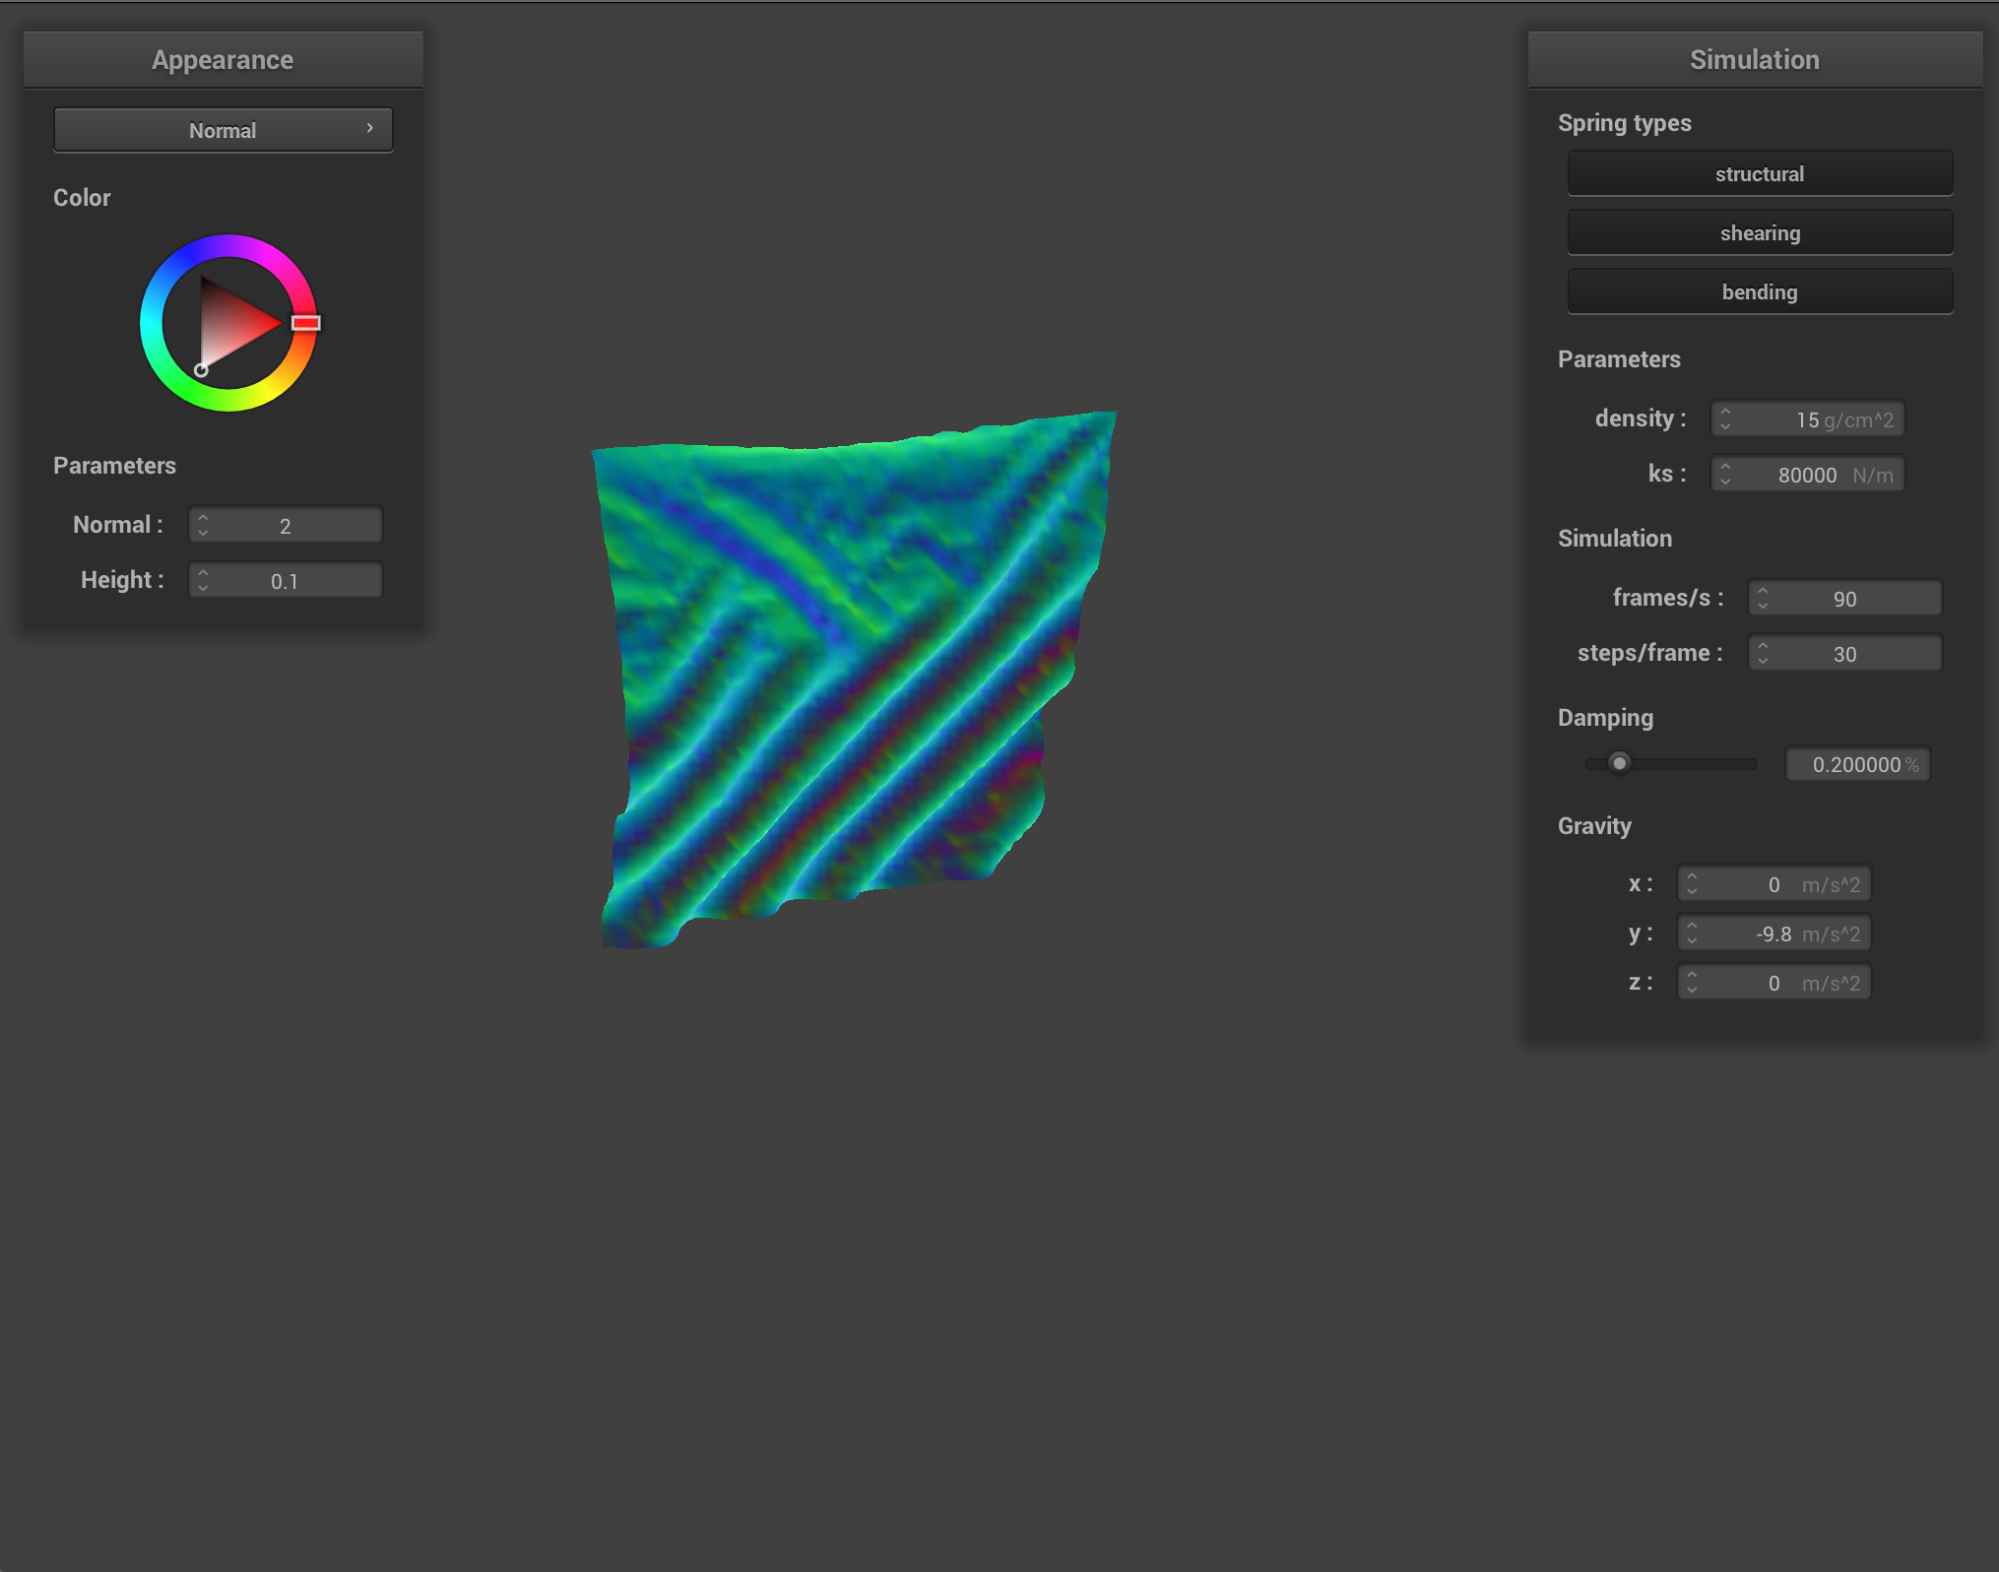 Appearance
Normal
Color
Parameters
Normal : 2
Height : 0.1
Simulation
Spring types
structural
shearing
bending
Parameters
density : 15 g/cm^2
ks : 80000 N/m
Simulation
frames/s : 90
steps/frame : 30
Damping
0.200000 %
Gravity
x : 0 m/s^2
y : -9.8 m/s^2
z : 0 m/s^2